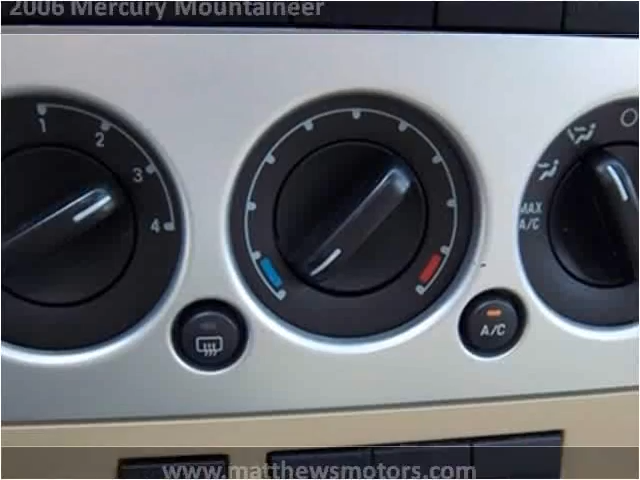 2006 Mercury Mountaineer
1
2
3
4
MAX
A/C
A/C
www.matthewsmotors.com